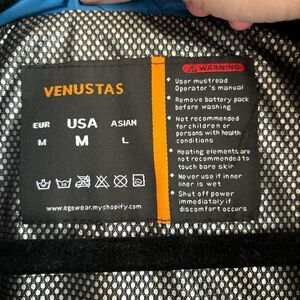 VENUSTAS
EUR USA ASIAN
M M L
www.egewear.myshopify.com
WARNING
• User mustread
Operator's manual
• Remove battery pack
before washing
• Not recommended
for children or
persons with health
conditions
• Heating elements are
not recommended to
touch bare skin
• Never use if inner
liner is wet
• Shut off power
immediataly if
discomfort occurs